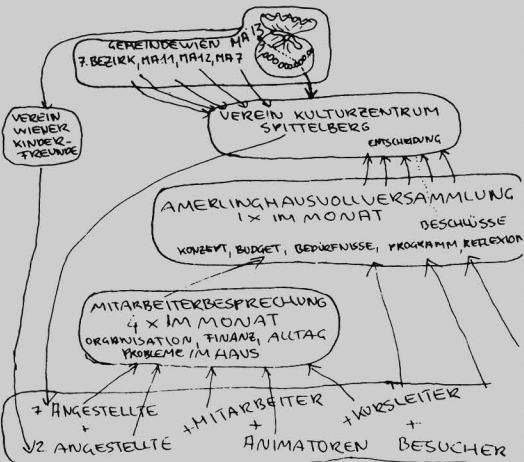 GEMEINDE WIEN MA 13
7. BEZIRK, MA 11, MA 12, MA 7
VEREIN
WIENER
KINDER-
FREUNDE
VEREIN KULTURZENTRUM
SPITTELBERG
ENTSCHEIDUNG
AMERLINGHAUSVOLLVERSAMMLUNG
1 X IM MONAT
BESCHLÜSSE
KONZEPT, BUDGET, BEDÜRFNISSE, PROGRAMM, REFLEXION
MITARBEITERBESPRECHUNG
4 X IM MONAT
ORGANISATION, FINANZ, ALLTAG
PROBLEME IM HAUS
7 ANGESTELLTE + MITARBEITER + KURSLEITER
+ + +
2 ANGESTELLTE ANIMATOREN BESUCHER